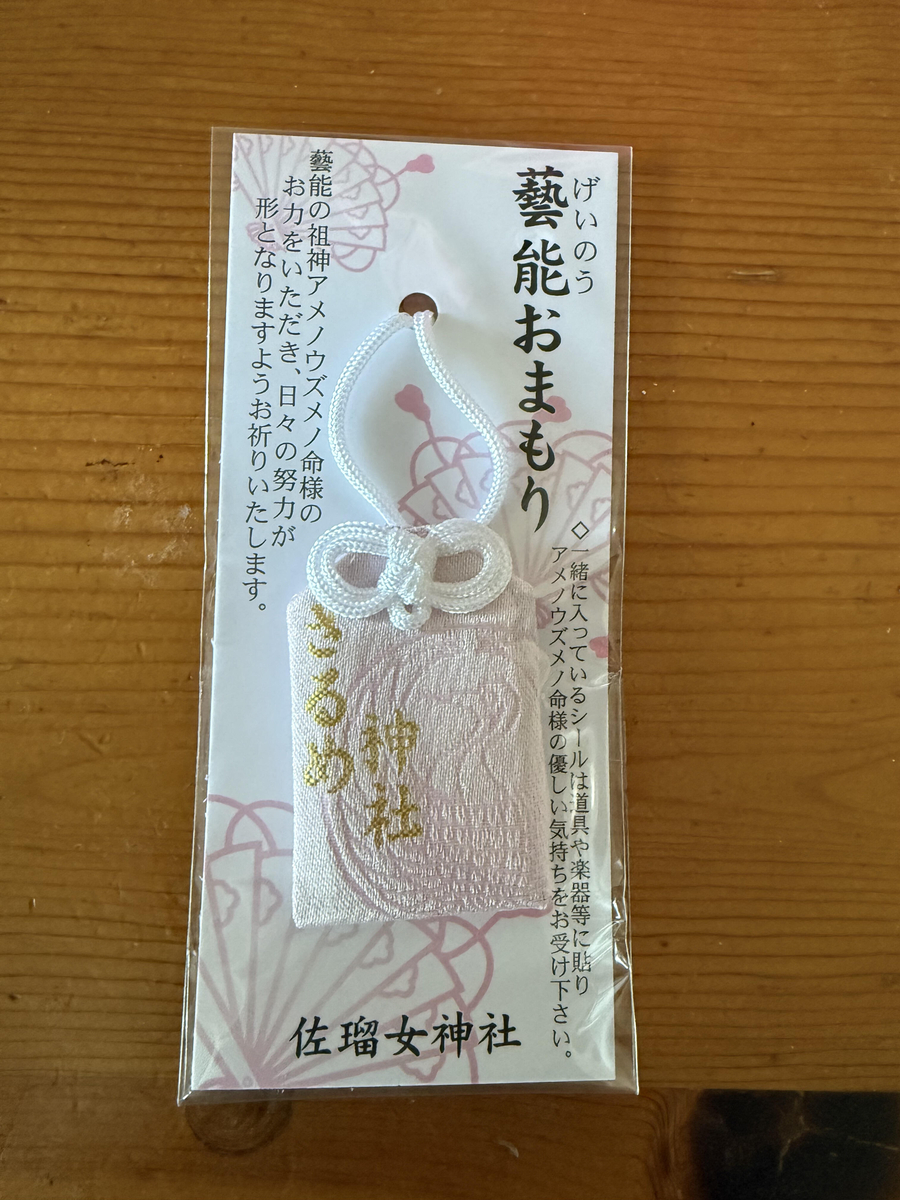 げいのう
藝能おまもり
◇一緒に入っているシールは道具や楽器等に貼り
アメノウズメノ命様の優しい気持ちをお受け下さい。
藝能の祖神アメノウズメノ命様の
お力をいただき、日々の努力が
形となりますようお祈りいたします。
さるめ
神社
佐瑠女神社